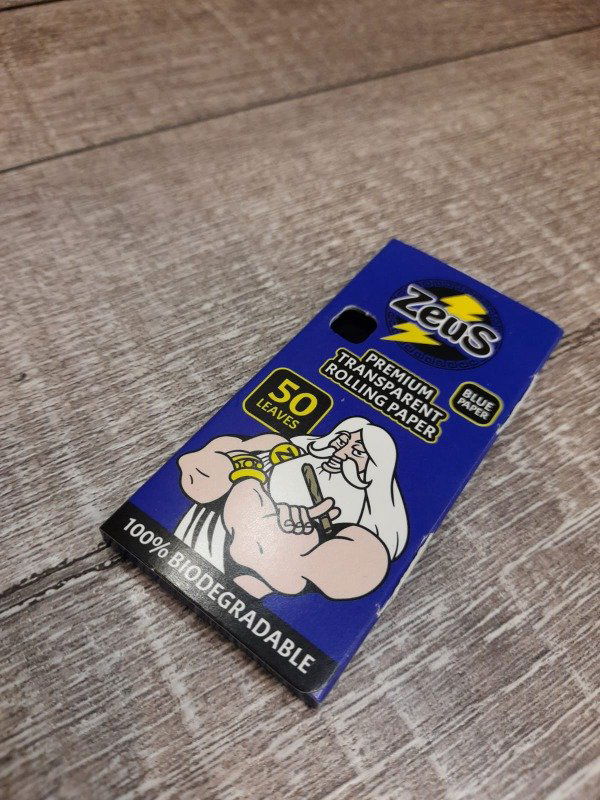 Zeus
PREMIUM
TRANSPARENT
ROLLING PAPER
BLUE
PAPER
50
LEAVES
Z
100% BIODEGRADABLE